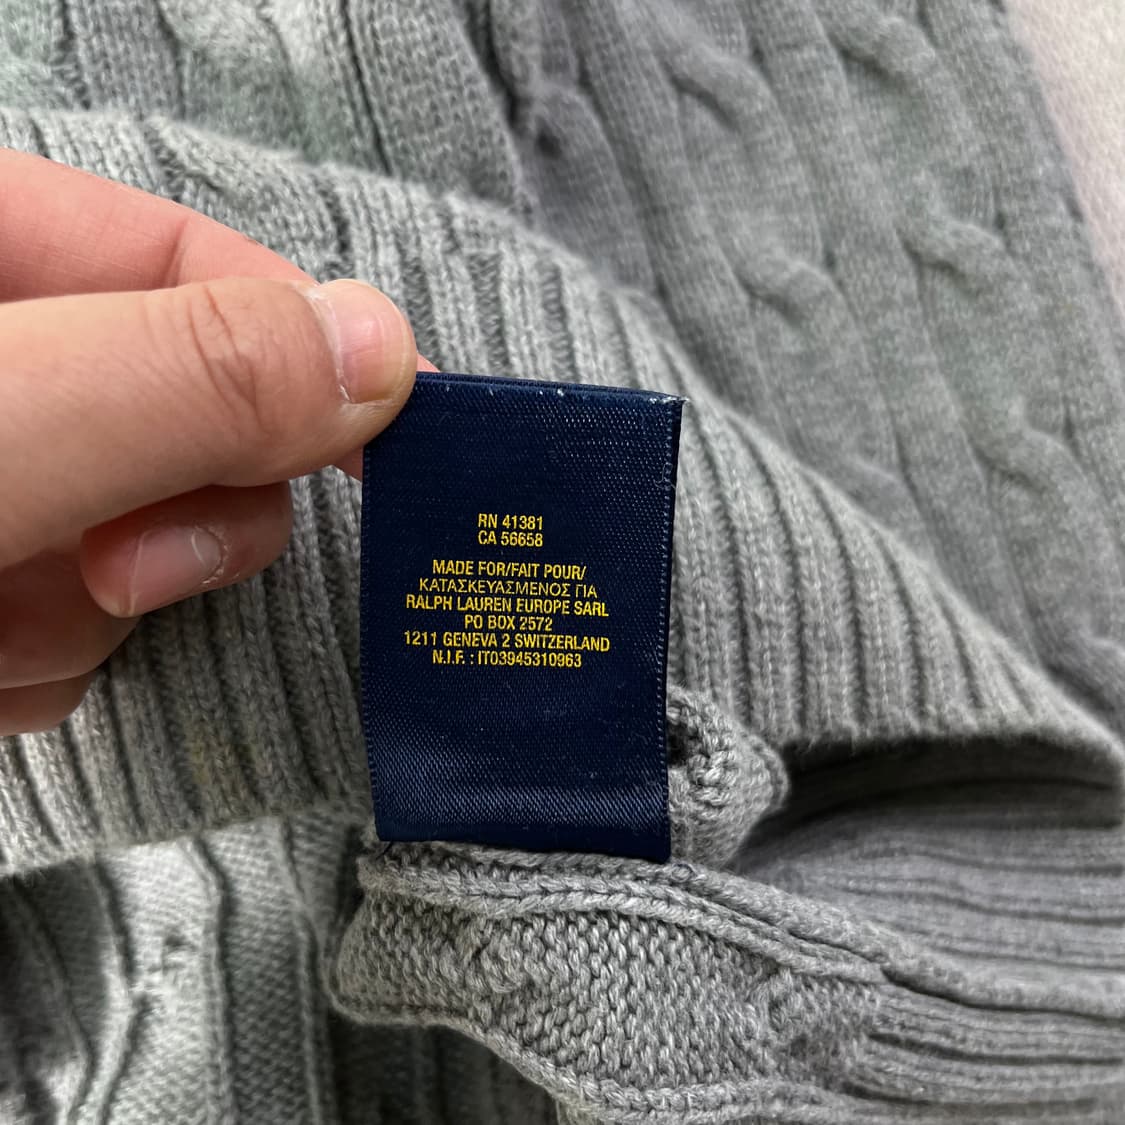 RN 41381
CA 56658
MADE FOR/FAIT POUR/
ΚΑΤΑΣΚΕΥΑΣΜΕΝΟΣ ΓΙΑ
RALPH LAUREN EUROPE SARL
PO BOX 2572
1211 GENEVA 2 SWITZERLAND
N.I.F. : IT03945310963